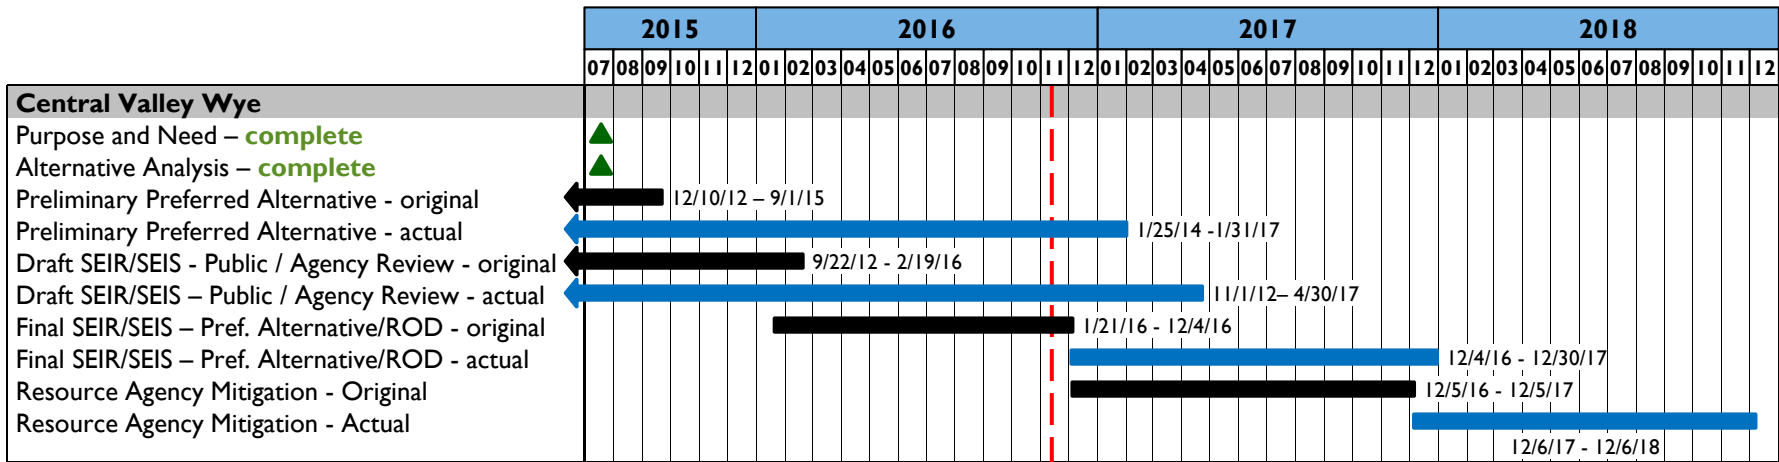 2015 2016 2017 2018
07 08 09 10 11 12 01 02 03 04 05 06 07 08 09 10 11 12 01 02 03 04 05 06 07 08 09 10 11 12 01 02 03 04 05 06 07 08 09 10 11 12
Central Valley Wye
Purpose and Need – complete
Alternative Analysis – complete
Preliminary Preferred Alternative - original 12/10/12 – 9/1/15
Preliminary Preferred Alternative - actual 1/25/14 -1/31/17
Draft SEIR/SEIS - Public / Agency Review - original 9/22/12 - 2/19/16
Draft SEIR/SEIS – Public / Agency Review - actual 11/1/12– 4/30/17
Final SEIR/SEIS – Pref. Alternative/ROD - original 1/21/16 - 12/4/16
Final SEIR/SEIS – Pref. Alternative/ROD - actual 12/4/16 - 12/30/17
Resource Agency Mitigation - Original 12/5/16 - 12/5/17
Resource Agency Mitigation - Actual
12/6/17 - 12/6/18